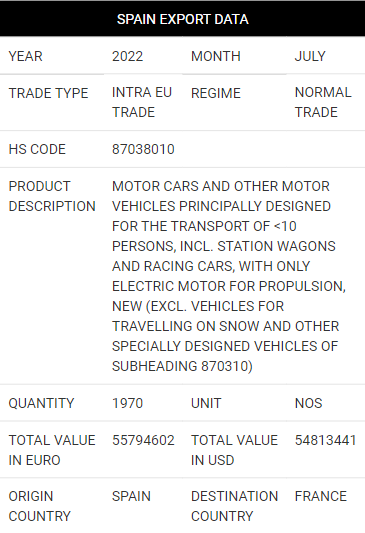 SPAIN EXPORT DATA
YEAR 2022 MONTH JULY
TRADE TYPE INTRA EU TRADE REGIME NORMAL TRADE
HS CODE 87038010
PRODUCT DESCRIPTION
MOTOR CARS AND OTHER MOTOR
VEHICLES PRINCIPALLY DESIGNED
FOR THE TRANSPORT OF <10
PERSONS, INCL. STATION WAGONS
AND RACING CARS, WITH ONLY
ELECTRIC MOTOR FOR PROPULSION,
NEW (EXCL. VEHICLES FOR
TRAVELLING ON SNOW AND OTHER
SPECIALLY DESIGNED VEHICLES OF
SUBHEADING 870310)
QUANTITY 1970 UNIT NOS
TOTAL VALUE IN EURO 55794602 TOTAL VALUE IN USD 54813441
ORIGIN COUNTRY SPAIN DESTINATION COUNTRY FRANCE